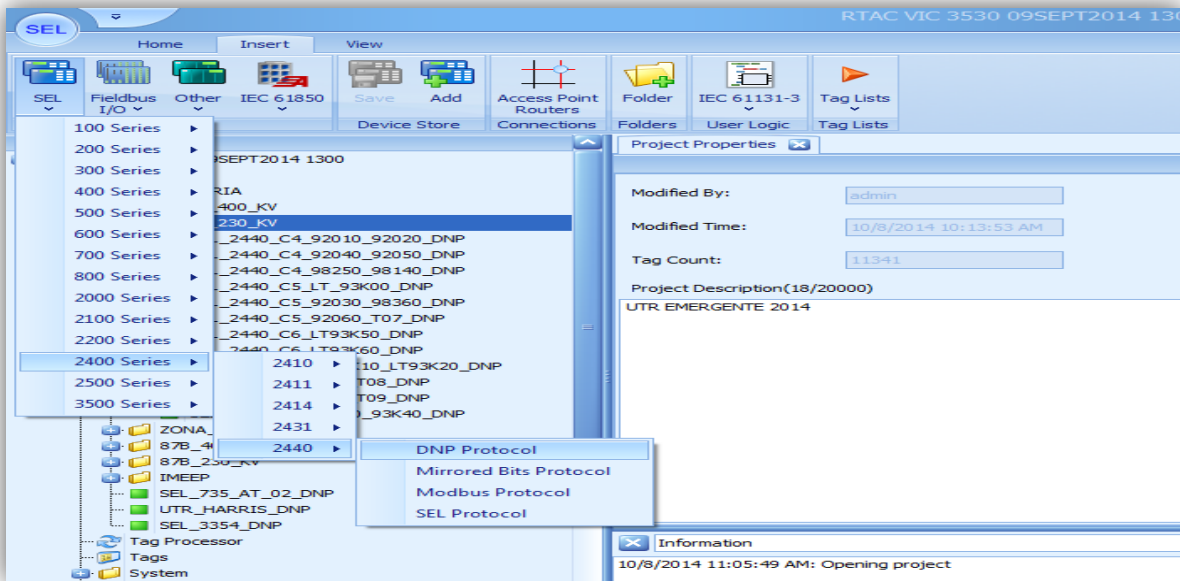 RTAC VIC 3530 09SEPT2014 130
SEL
Home Insert View
SEL Fieldbus I/O Other IEC 61850 Save Add Access Point Routers Folder IEC 61131-3 Tag Lists
Device Store Connections Folders User Logic Tag Lists
100 Series
200 Series
300 Series
400 Series
500 Series
600 Series
700 Series
800 Series
2000 Series
2100 Series
2200 Series
2400 Series
2500 Series
3500 Series
2410
2411
2414
2431
2440
DNP Protocol
Mirrored Bits Protocol
Modbus Protocol
SEL Protocol
9SEPT2014 1300
RIA
400_KV
230_KV
_2440_C4_92010_92020_DNP
_2440_C4_92040_92050_DNP
_2440_C4_98250_98140_DNP
_2440_C5_LT_93K00_DNP
_2440_C5_92030_98360_DNP
_2440_C5_92060_T07_DNP
_2440_C6_LT93K50_DNP
_2440_C6_LT93K60_DNP
10_LT93K20_DNP
T08_DNP
T09_DNP
_93K40_DNP
ZONA_
87B_4
87B_230_KV
IMEEP
SEL_735_AT_02_DNP
UTR_HARRIS_DNP
SEL_3354_DNP
Tag Processor
Tags
System
Project Properties
Modified By: admin
Modified Time: 10/8/2014 10:13:53 AM
Tag Count: 11341
Project Description(18/20000)
UTR EMERGENTE 2014
Information
10/8/2014 11:05:49 AM: Opening project